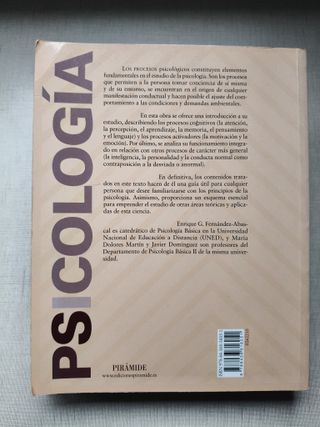 PSICOLOGÍA
LOS PROCESOS psicológicos constituyen elementos
fundamentales en el estudio de la psicología. Son los procesos
que permiten a la persona tomar conciencia de sí misma
y de su entorno, se encuentran en el origen de cualquier
manifestación conductual y hacen posible el ajuste del com-
portamiento a las condiciones y demandas ambientales.
En esta obra se ofrece una introducción a su
estudio, describiendo los procesos cognitivos (la atención,
la percepción, el aprendizaje, la memoria, el pensamiento
y el lenguaje) y los procesos activadores (la motivación y la
emoción). Por último, se analiza su funcionamiento integra-
do en relación con otros procesos de carácter más general
(la inteligencia, la personalidad y la conducta normal como
contraposición a la desviada o anormal).
En definitiva, los contenidos tratados
en este texto hacen de él una guía útil para cualquier
persona que desee familiarizarse con los principios de la
psicología. Asimismo, proporciona un esquema esencial
para emprender el estudio de otras áreas teóricas y aplica-
das de esta ciencia.
Enrique G. Fernández-Abas-
cal es catedrático de Psicología Básica en la Universidad
Nacional de Educación a Distancia (UNED), y María
Dolores Martín y Javier Domínguez son profesores del
Departamento de Psicología Básica II de la misma univer-
sidad.
PIRÁMIDE
www.edicionespiramide.es